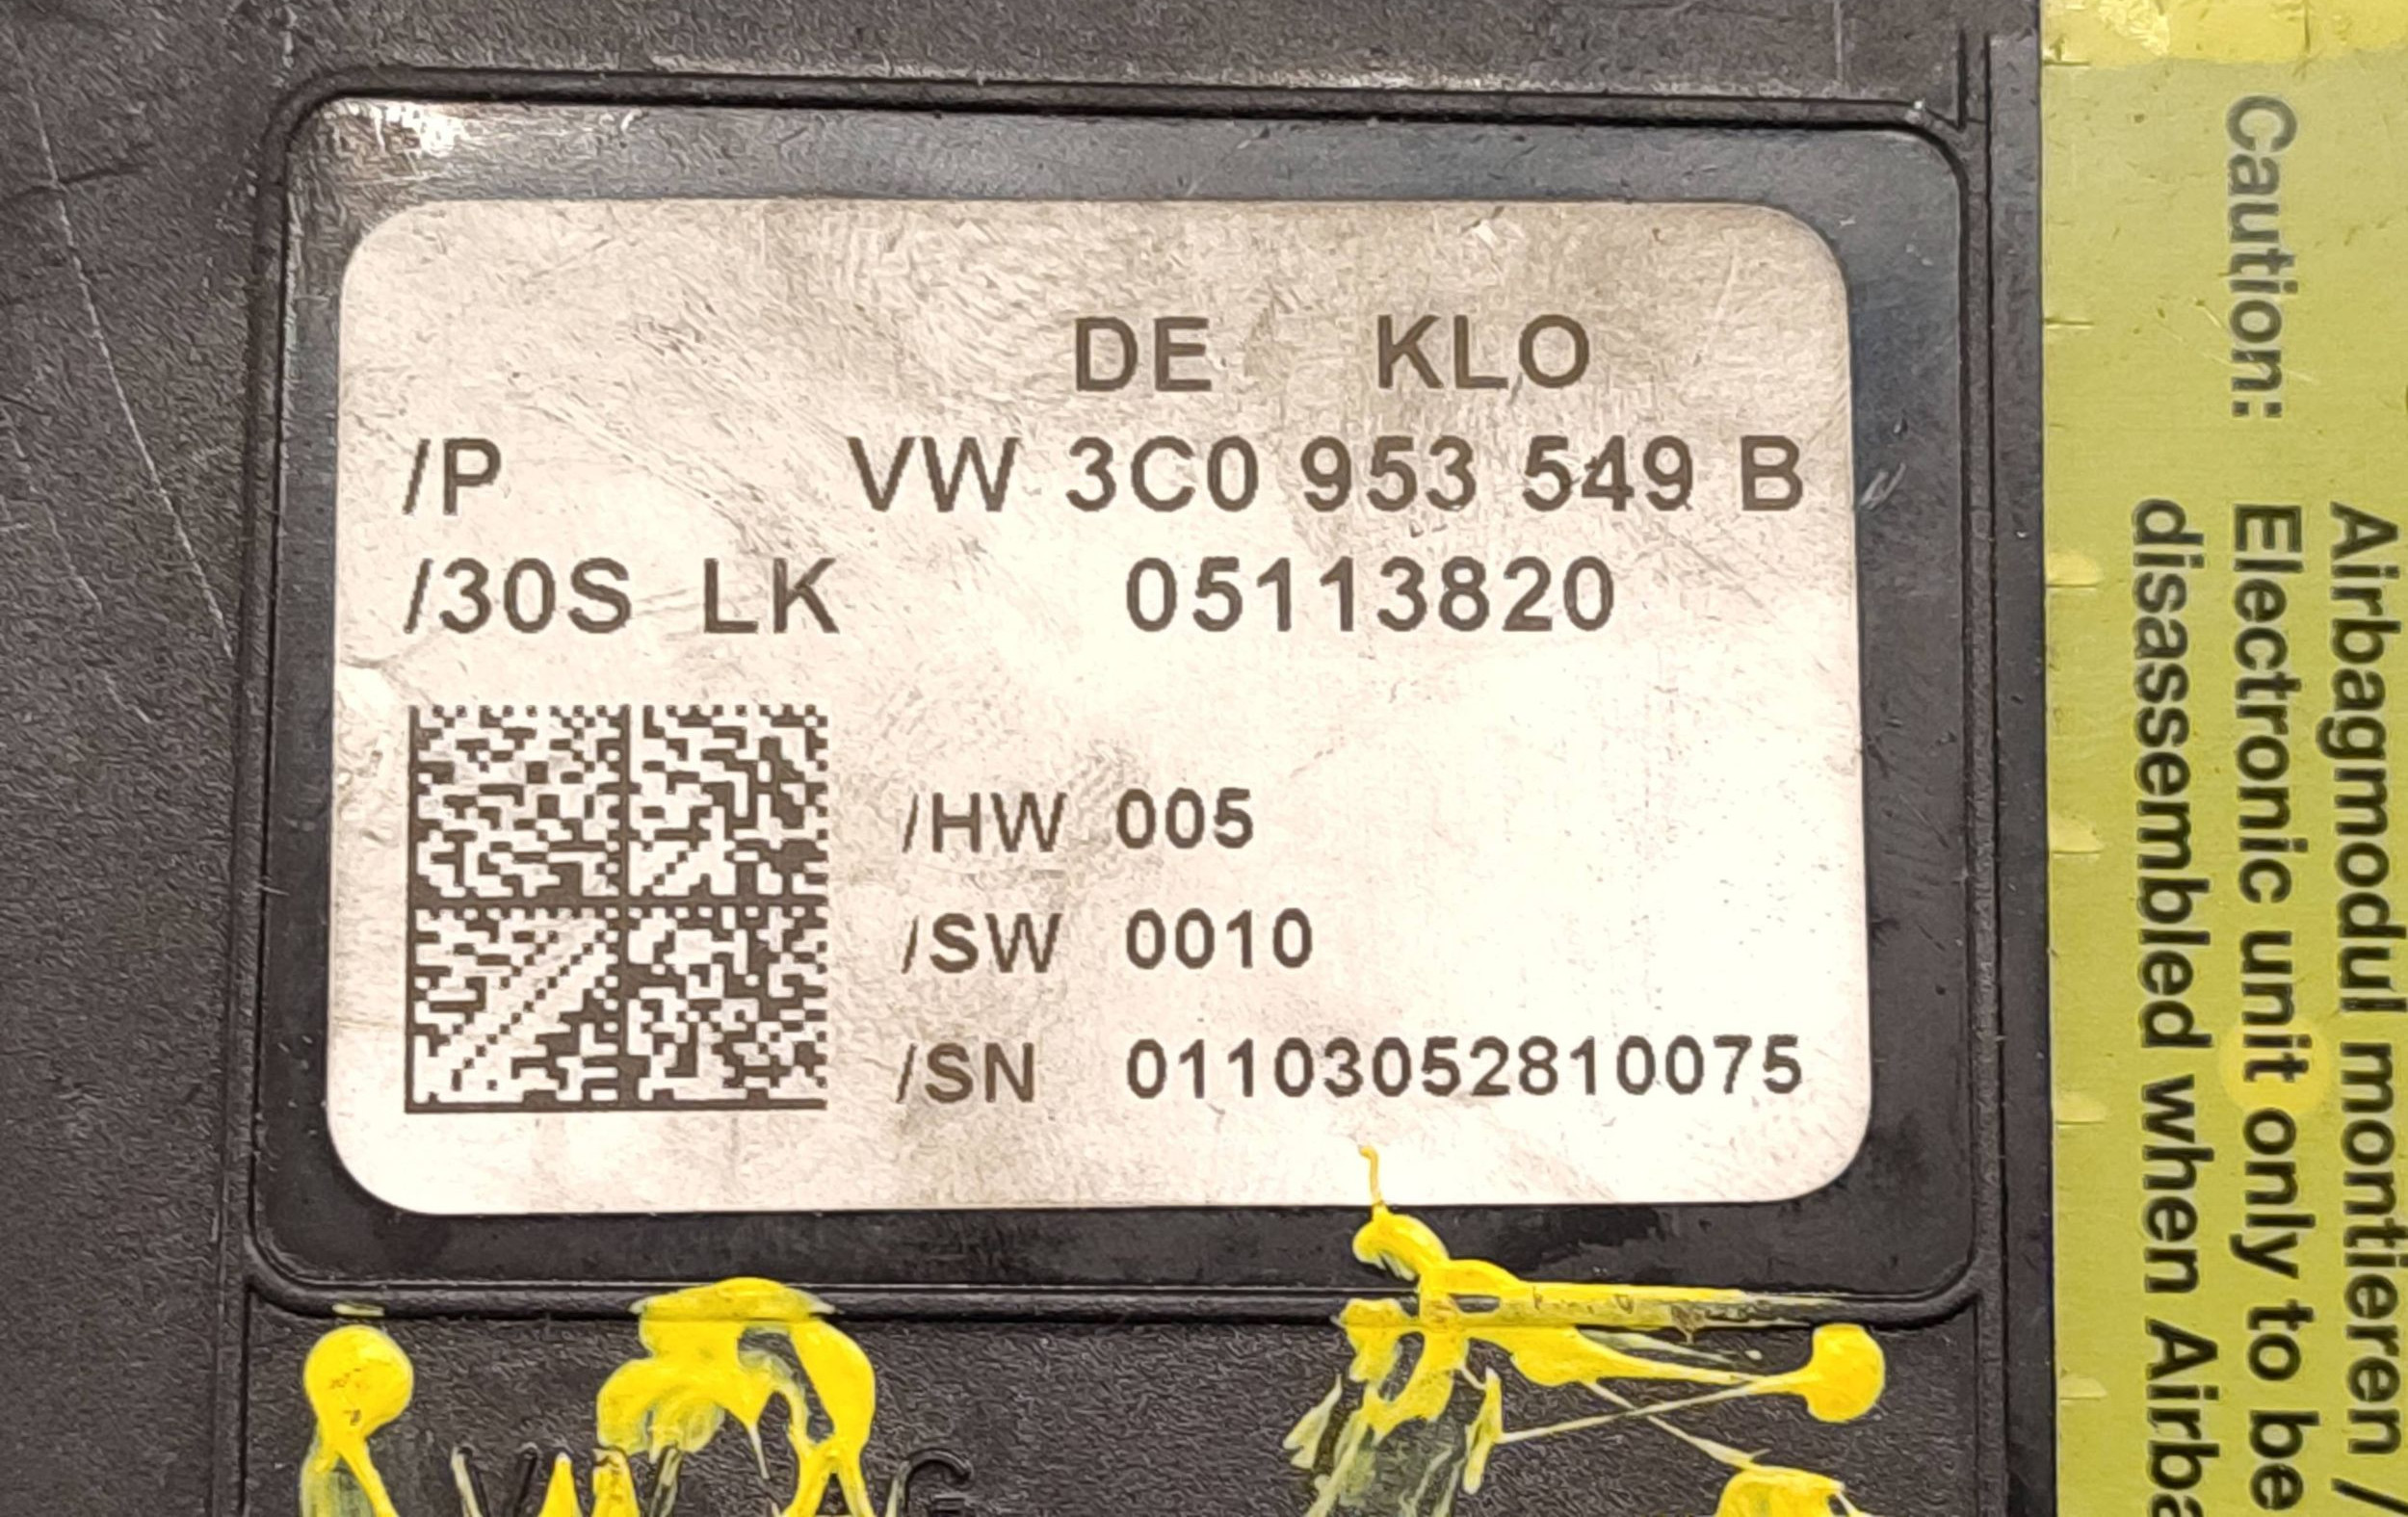 DE KLO
/P VW 3C0 953 549 B
/30S LK 05113820
/HW 005
/SW 0010
/SN 01103052810075
Airbagmodul montieren /
Caution: Electronic unit only to be
disassembled when